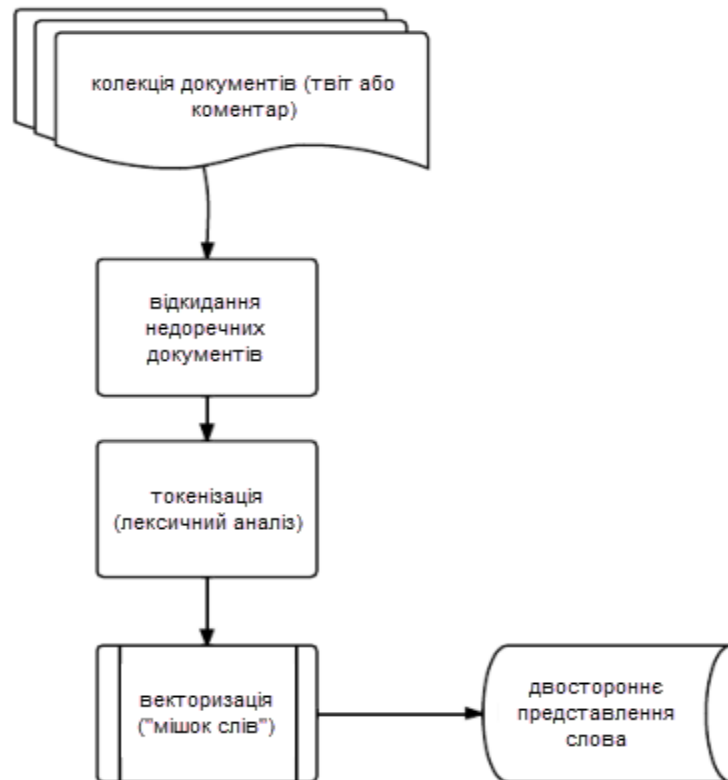 колекція документів (твіт або
коментар)
відкидання
недоречних
документів
токенізація
(лексичний аналіз)
векторизація
("мішок слів")
двостороннє
представлення
слова